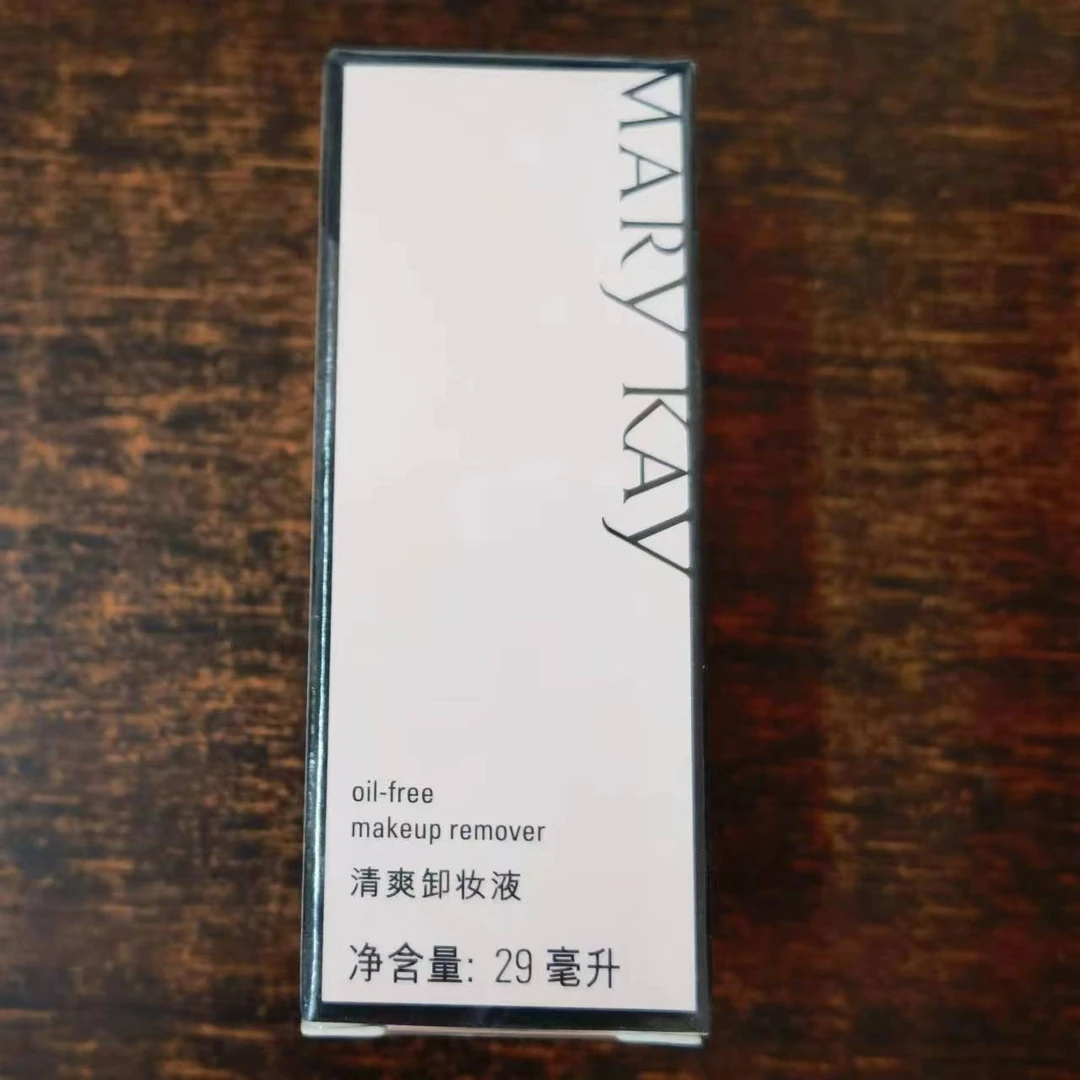 MARY KAY
oil-free
makeup remover
清爽卸妆液
净含量: 29 毫升